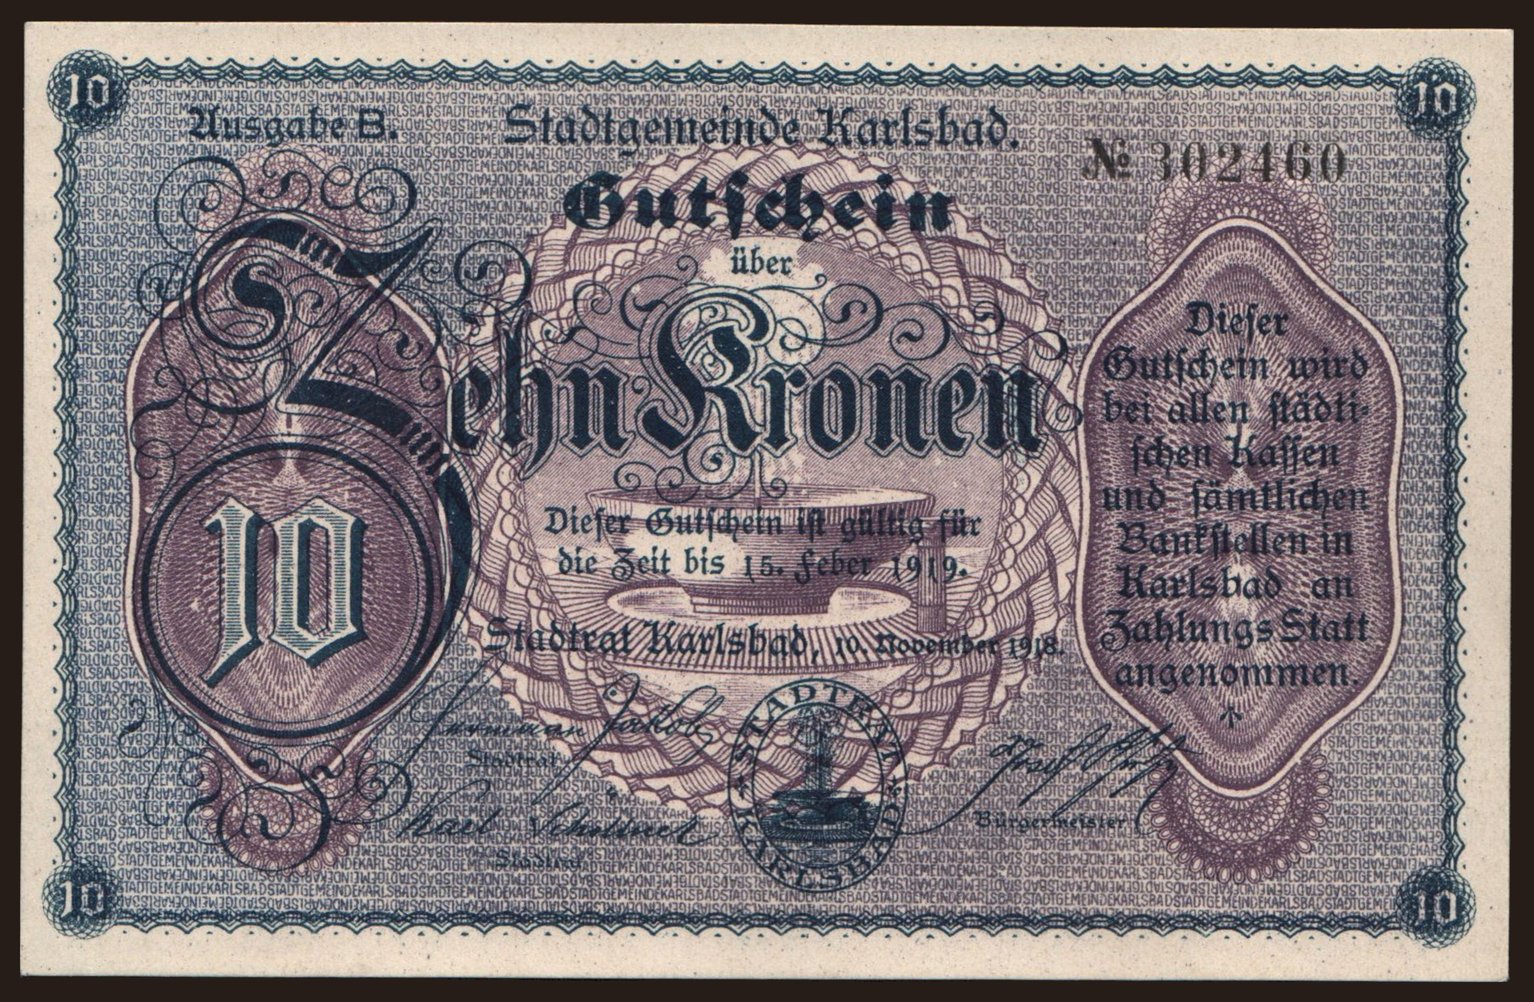 10
10
Ausgabe B.
Stadtgemeinde Karlsbad.
№ 302460
Gutschein
über
Zehn Kronen
10
Dieser Gutschein ist gültig für
die Zeit bis 15. Feber 1919.
Stadtrat Karlsbad, 10. November 1918.
Dieser
Gutschein wird
bei allen städti-
schen Kassen
und sämtlichen
Bankstellen in
Karlsbad an
Zahlungs Statt
angenommen.
Stadtrat
Stadtrat
STADTRAT
KARLSBAD
Bürgermeister
10
10